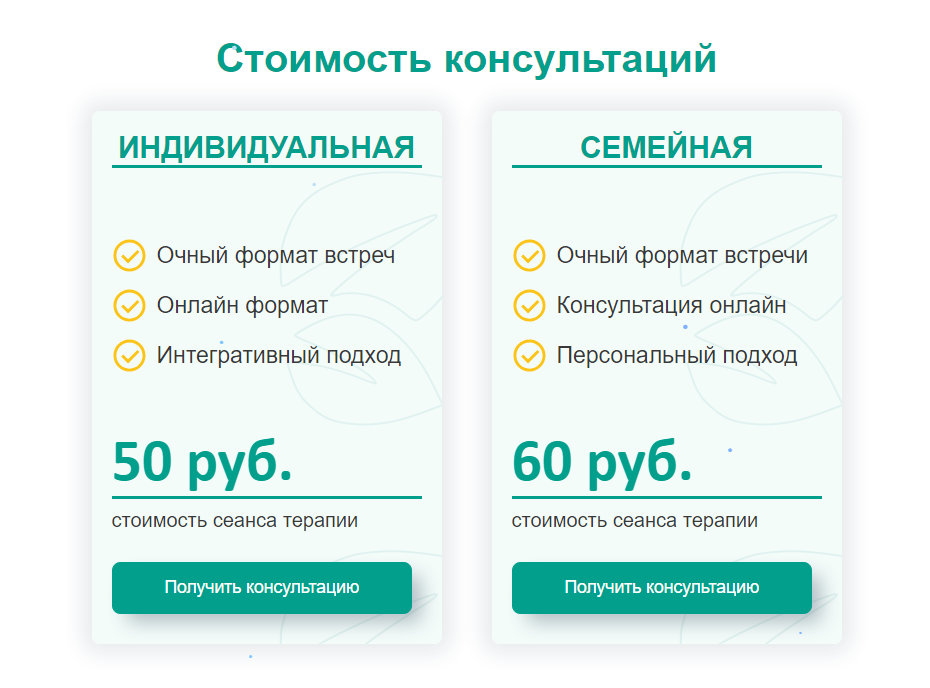 Стоимость консультаций
ИНДИВИДУАЛЬНАЯ
Очный формат встреч
Онлайн формат
Интегративный подход
50 руб.
стоимость сеанса терапии
Получить консультацию
СЕМЕЙНАЯ
Очный формат встречи
Консультация онлайн
Персональный подход
60 руб.
стоимость сеанса терапии
Получить консультацию